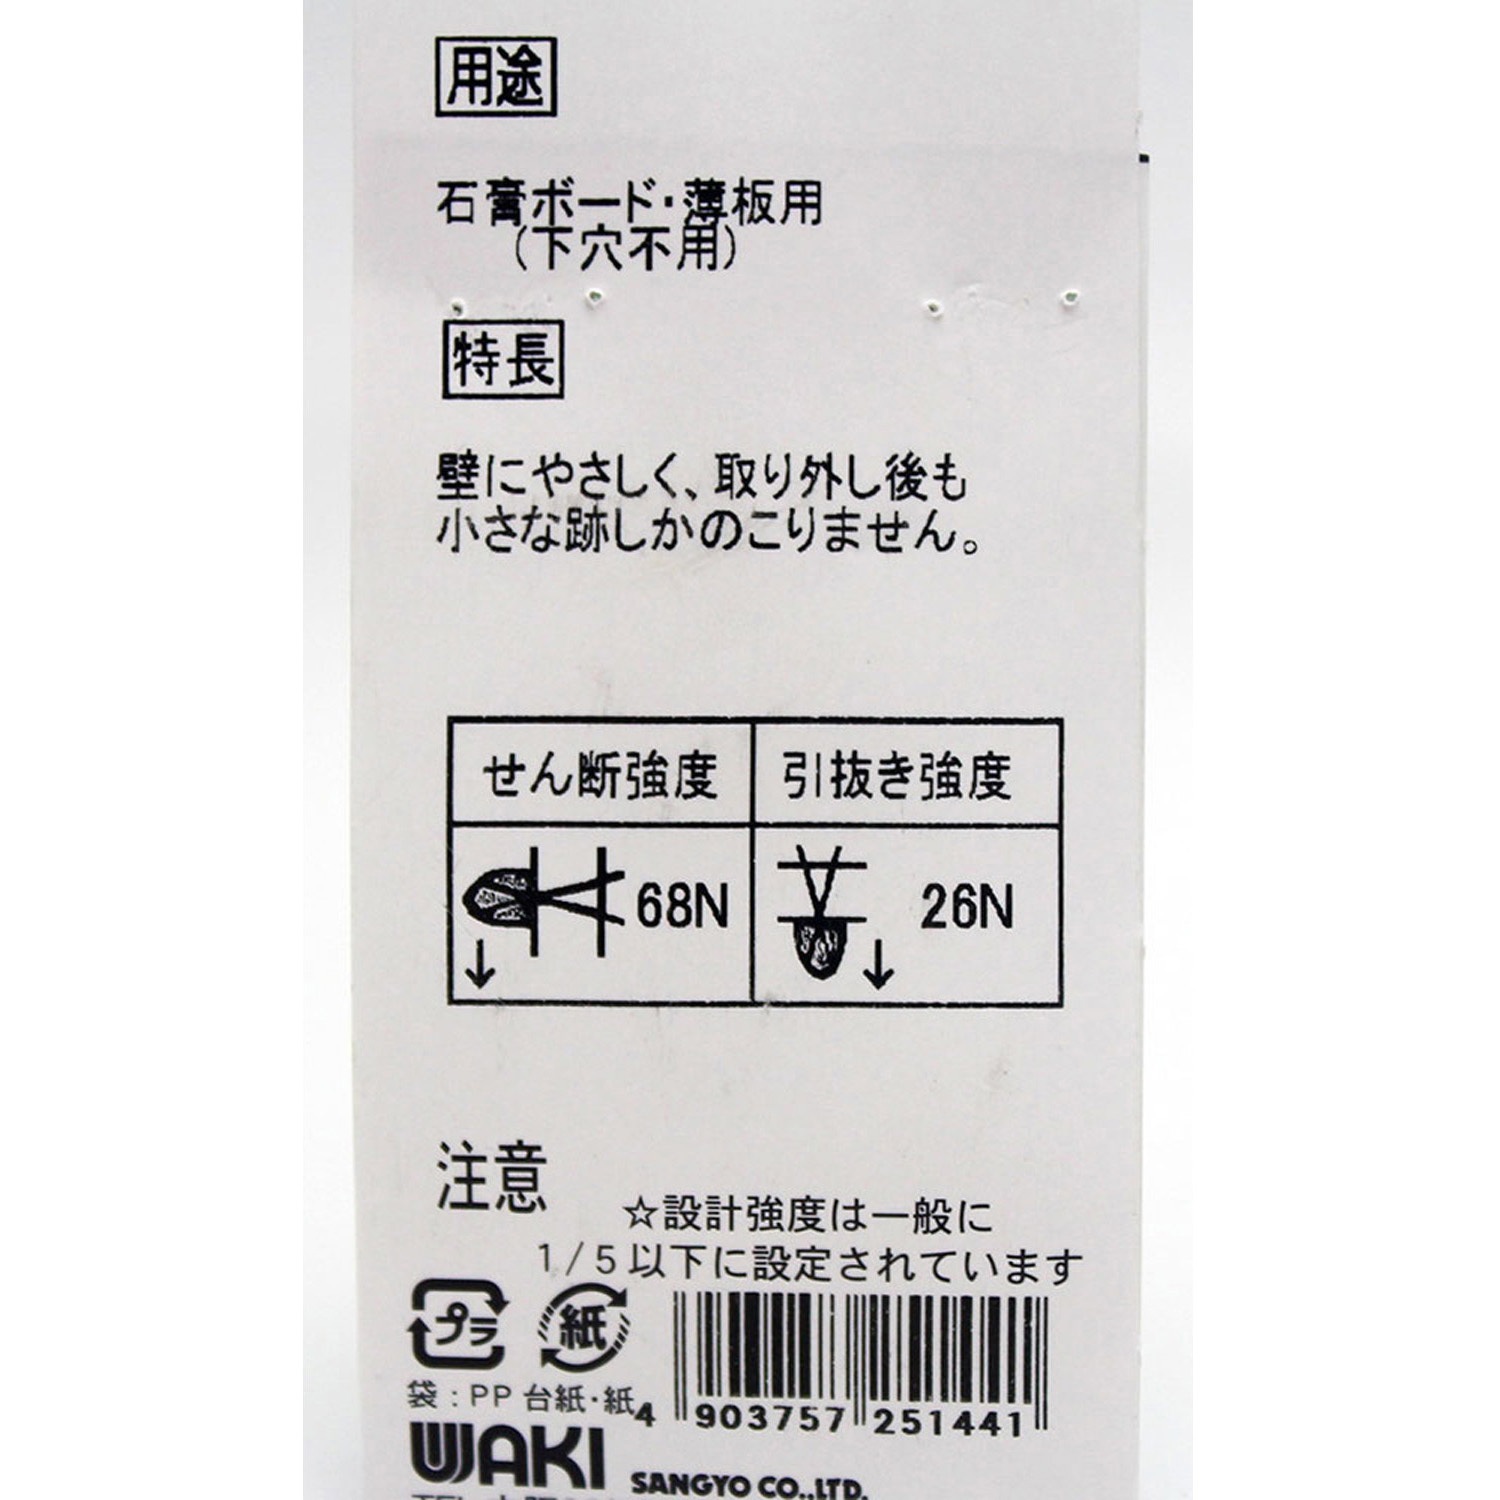 用途
石膏ボード・薄板用
(下穴不用)
特長
壁にやさしく、取り外し後も
小さな跡しかのこりません。
せん断強度 引抜き強度
68N 26N
注意
☆設計強度は一般に
1/5以下に設定されています
プラ 紙
袋:PP 台紙・紙
4 903757 251441
WAKI SANGYO CO.,LTD.